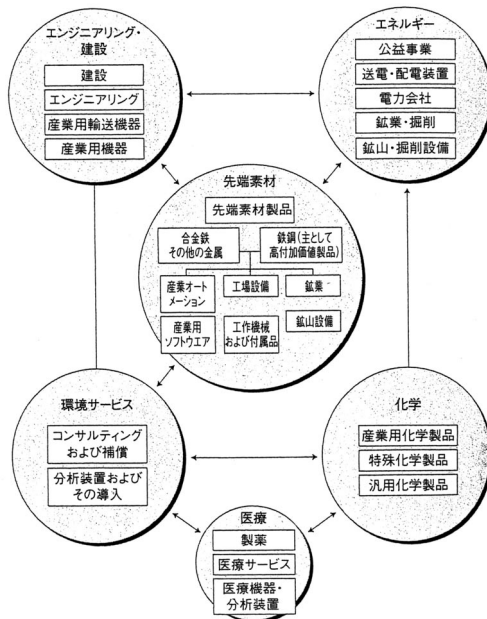 エンジニアリング・
建設
建設
エンジニアリング
産業用輸送機器
産業用機器
エネルギー
公益事業
送電・配電装置
電力会社
鉱業・掘削
鉱山・掘削設備
先端素材
先端素材製品
合金鉄
その他の金属
鉄鋼(主として
高付加価値製品)
産業オート
メーション
工場設備
鉱業
産業用
ソフトウエア
工作機械
および付属品
鉱山設備
環境サービス
コンサルティング
および補償
分析装置および
その導入
化学
産業用化学製品
特殊化学製品
汎用化学製品
医療
製薬
医療サービス
医療機器・
分析装置